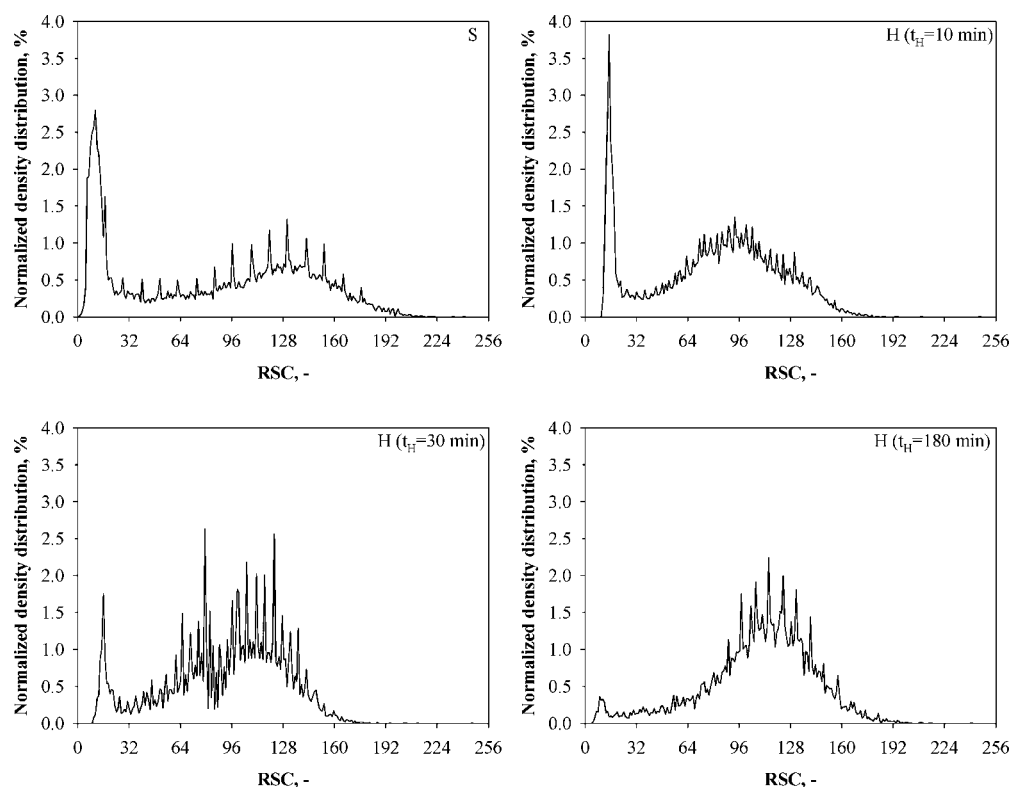 S
Normalized density distribution, %
4.0
3.5
3.0
2.5
2.0
1.5
1.0
0.5
0.0
0 32 64 96 128 160 192 224 256
RSC, -
H (tH=10 min)
Normalized density distribution, %
4.0
3.5
3.0
2.5
2.0
1.5
1.0
0.5
0.0
0 32 64 96 128 160 192 224 256
RSC, -
H (tH=30 min)
Normalized density distribution, %
4.0
3.5
3.0
2.5
2.0
1.5
1.0
0.5
0.0
0 32 64 96 128 160 192 224 256
RSC, -
H (tH=180 min)
Normalized density distribution, %
4.0
3.5
3.0
2.5
2.0
1.5
1.0
0.5
0.0
0 32 64 96 128 160 192 224 256
RSC, -